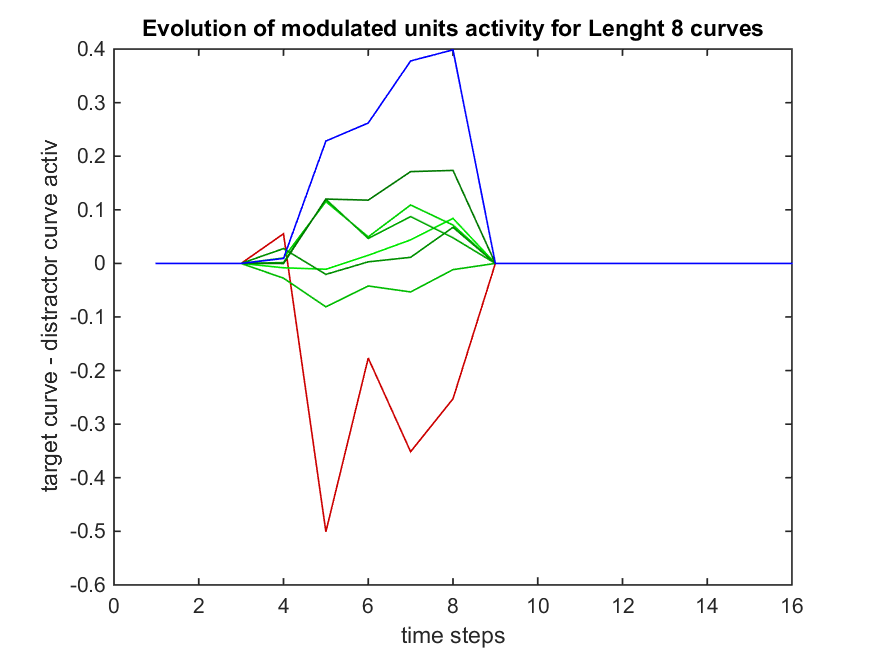 Evolution of modulated units activity for Lenght 8 curves
target curve - distractor curve activ
0.4
0.3
0.2
0.1
0
-0.1
-0.2
-0.3
-0.4
-0.5
-0.6
0 2 4 6 8 10 12 14 16
time steps